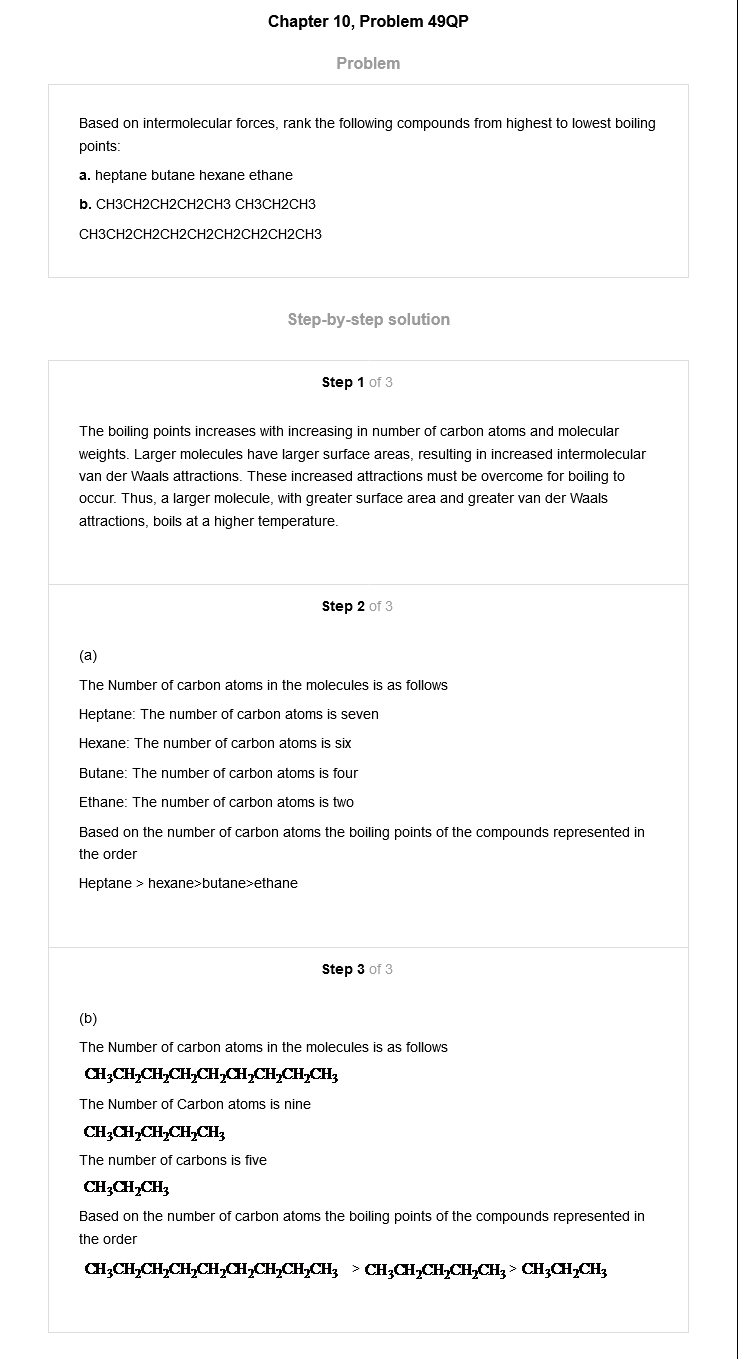 Chapter 10, Problem 49QP
Problem
Based on intermolecular forces, rank the following compounds from highest to lowest boiling
points:
a. heptane butane hexane ethane
b. CH3CH2CH2CH2CH3 CH3CH2CH3
CH3CH2CH2CH2CH2CH2CH2CH2CH3
Step-by-step solution
Step 1 of 3
The boiling points increases with increasing in number of carbon atoms and molecular
weights. Larger molecules have larger surface areas, resulting in increased intermolecular
van der Waals attractions. These increased attractions must be overcome for boiling to
occur. Thus, a larger molecule, with greater surface area and greater van der Waals
attractions, boils at a higher temperature.
Step 2 of 3
(a)
The Number of carbon atoms in the molecules is as follows
Heptane: The number of carbon atoms is seven
Hexane: The number of carbon atoms is six
Butane: The number of carbon atoms is four
Ethane: The number of carbon atoms is two
Based on the number of carbon atoms the boiling points of the compounds represented in
the order
Heptane > hexane>butane>ethane
Step 3 of 3
(b)
The Number of carbon atoms in the molecules is as follows
CH₃CH₂CH₂CH₂CH₂CH₂CH₂CH₂CH₃
The Number of Carbon atoms is nine
CH₃CH₂CH₂CH₂CH₃
The number of carbons is five
CH₃CH₂CH₃
Based on the number of carbon atoms the boiling points of the compounds represented in
the order
CH₃CH₂CH₂CH₂CH₂CH₂CH₂CH₂CH₃ > CH₃CH₂CH₂CH₂CH₃ > CH₃CH₂CH₃